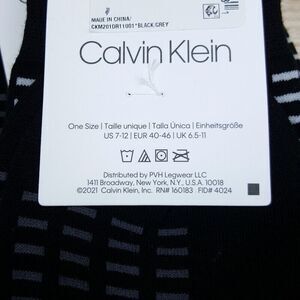 MADE IN CHINA/
CKM201DR11001*BLACK GREY
Calvin Klein
One Size | Taille unique | Talla Única | Einheitsgröße
US 7-12 | EUR 40-46 | UK 6.5-11
Distributed by PVH Legwear LLC
1411 Broadway, New York, N.Y., U.S.A. 10018
©2021 Calvin Klein, Inc. RN# 160183 FID# 4024